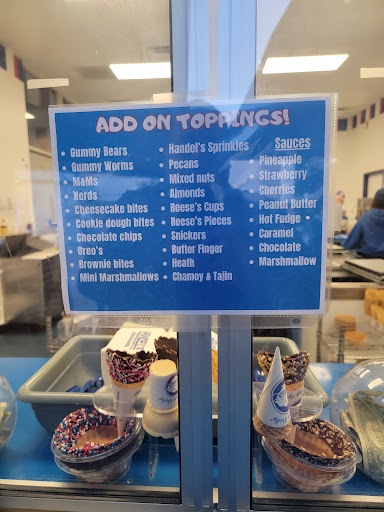 ADD ON TOPPINGS!
• Gummy Bears
• Gummy Worms
• M&Ms
• Nerds
• Cheesecake bites
• Cookie dough bites
• Chocolate chips
• Oreo's
• Brownie bites
• Mini Marshmallows
• Handel's Sprinkles
• Pecans
• Mixed nuts
• Almonds
• Reese's Cups
• Reese's Pieces
• Snickers
• Butter Finger
• Heath
• Chamoy & Tajin
Sauces
• Pineapple
• Strawberry
• Cherries
• Peanut Butter
• Hot Fudge
• Caramel
• Chocolate
• Marshmallow